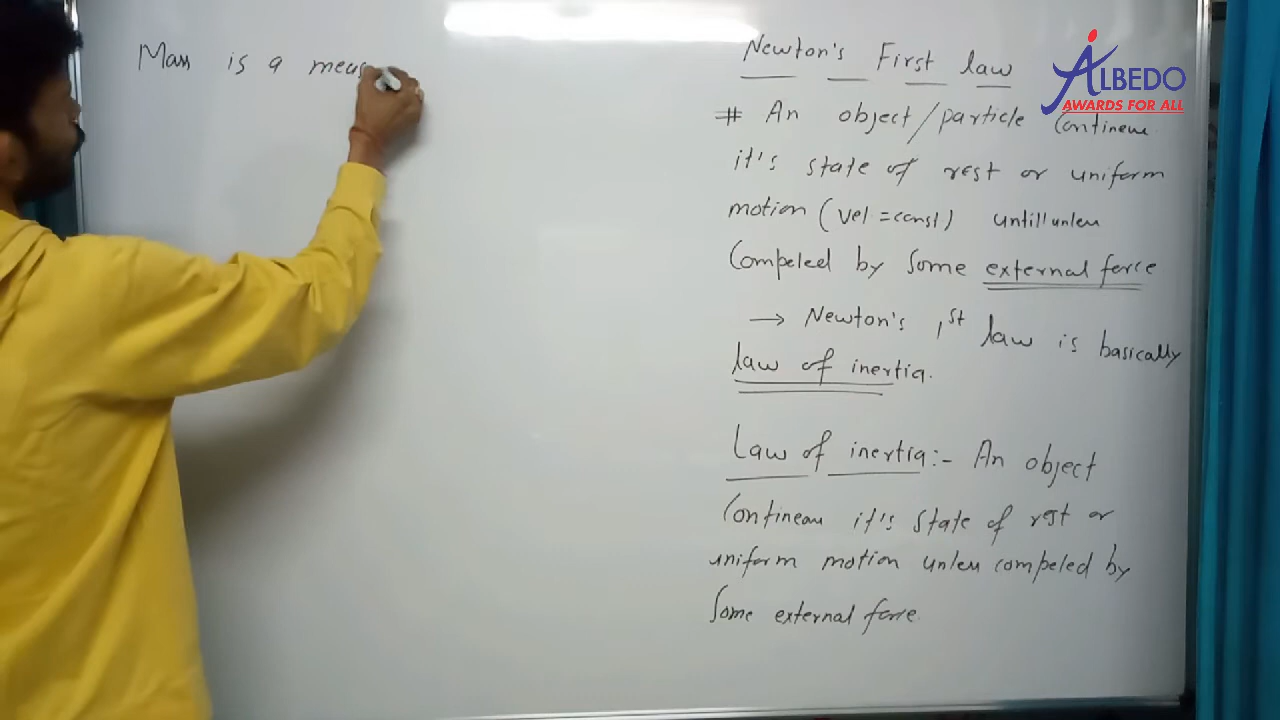 Mass is a meas
Newton's First law
# An object/particle Contineus
it's state of rest or uniform
motion (vel = const) untill unless
Compeled by Some external force
→ Newton's 1st law is basically
law of inertia.
Law of inertia:- An object
Contineau it's state of rest or
uniform motion unless compeled by
Some external force.
ALBEDO
AWARDS FOR ALL